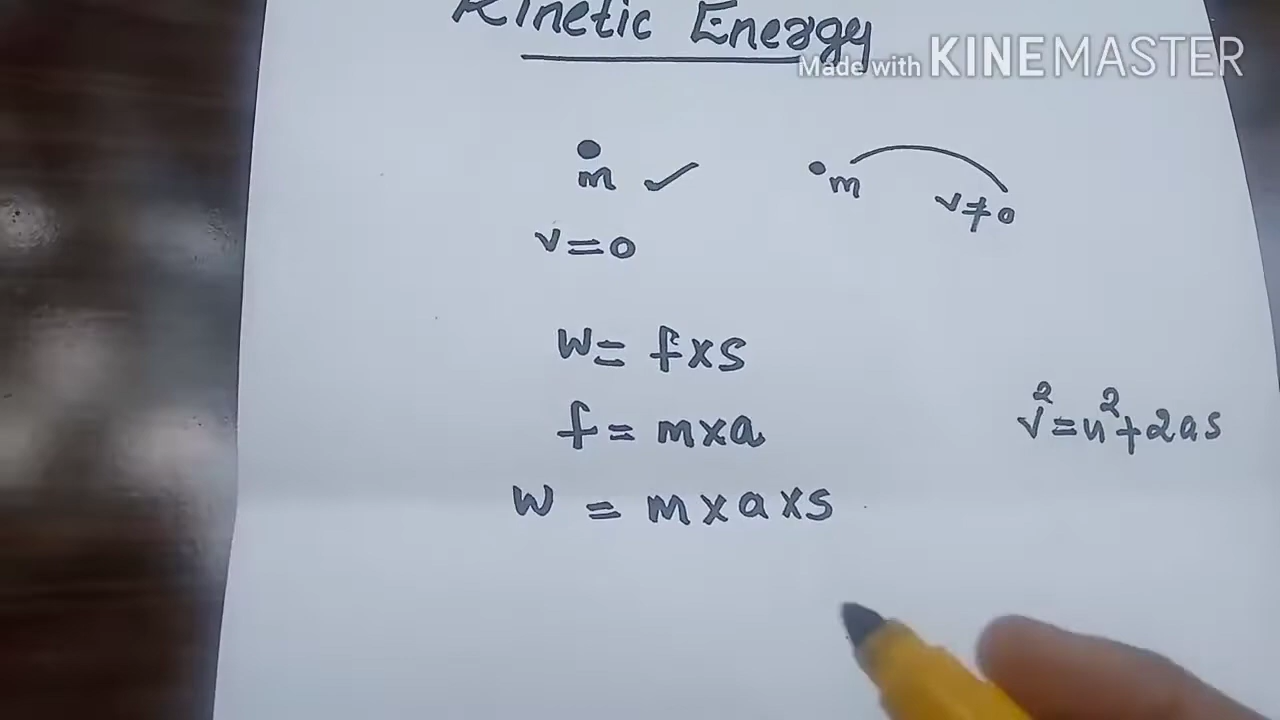 Kinetic Energy
Made with KINEMASTER
m ✓ m
v≠0
v=0
W= f×s
f= m×a
v²=u²+2as
W = m×a×s